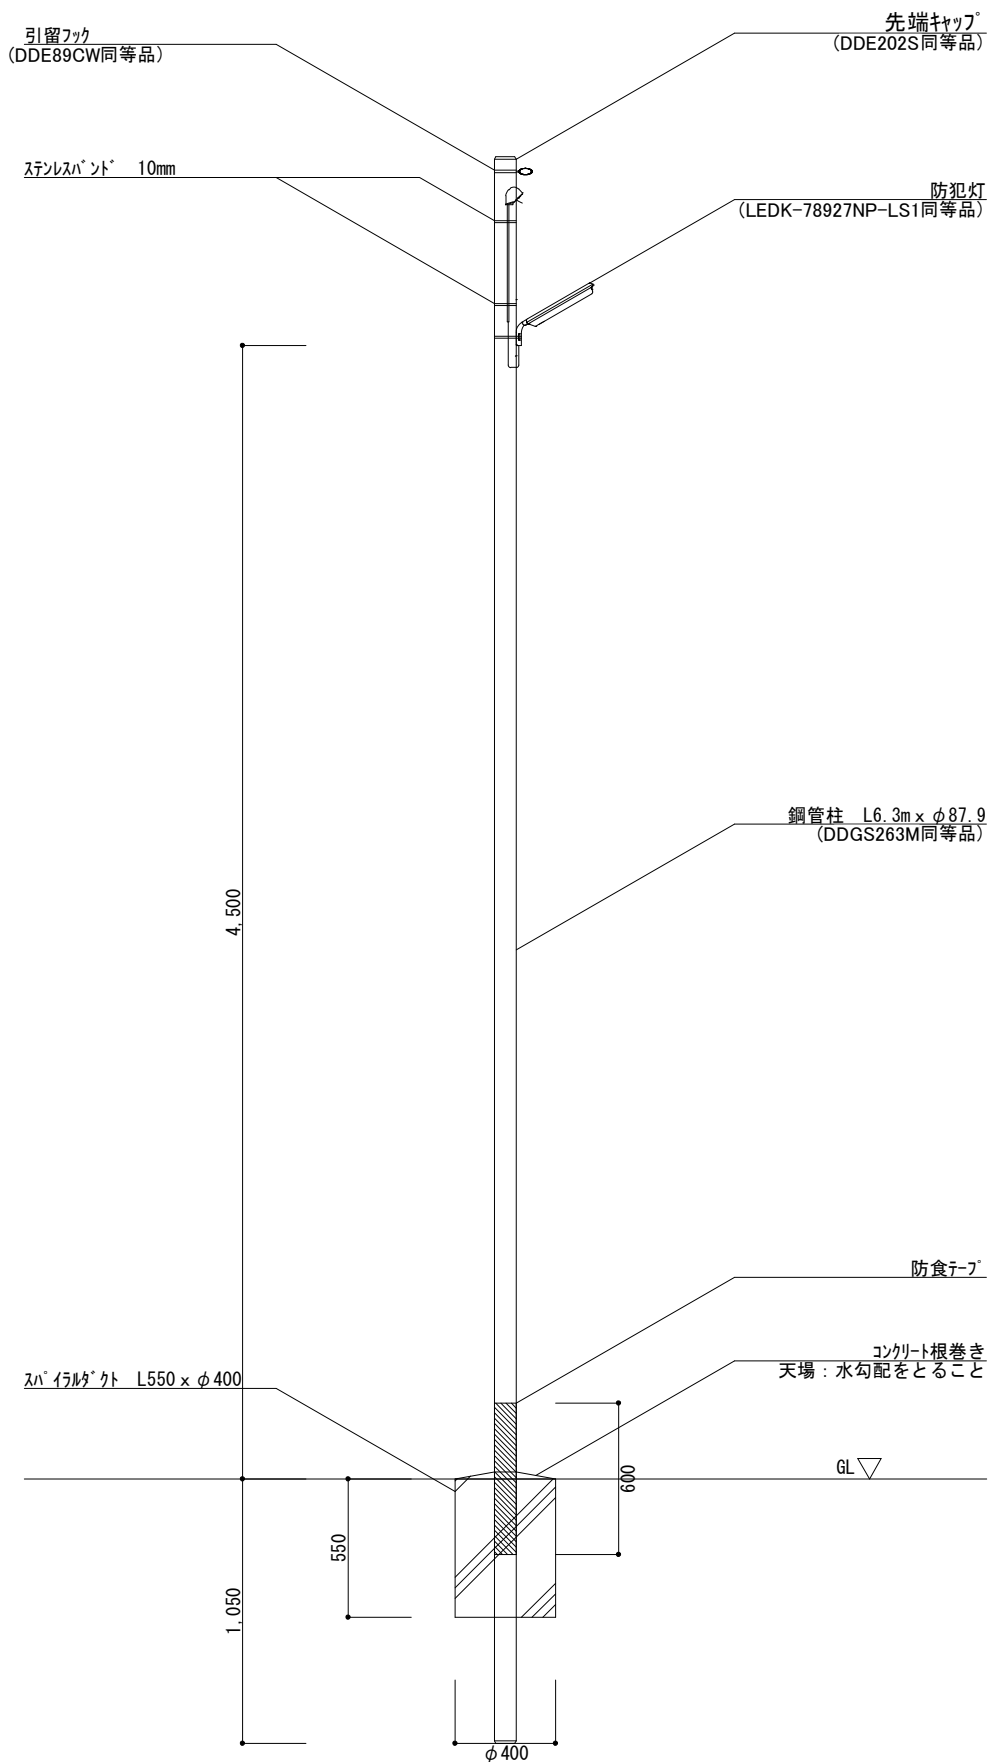 引留ﾌｯｸ
(DDE89CW同等品)
先端ｷｬｯﾌﾟ
(DDE202S同等品)
ｽﾃﾝﾚｽﾊﾞﾝﾄﾞ 10mm
防犯灯
(LEDK-78927NP-LS1同等品)
鋼管柱 L6.3m x φ87.9
(DDGS263M同等品)
4,500
防食ﾃｰﾌﾟ
ｺﾝｸﾘｰﾄ根巻き
天場：水勾配をとること
ｽﾊﾟｲﾗﾙﾀﾞｸﾄ L550 x φ400
GL
600
550
1,050
φ400